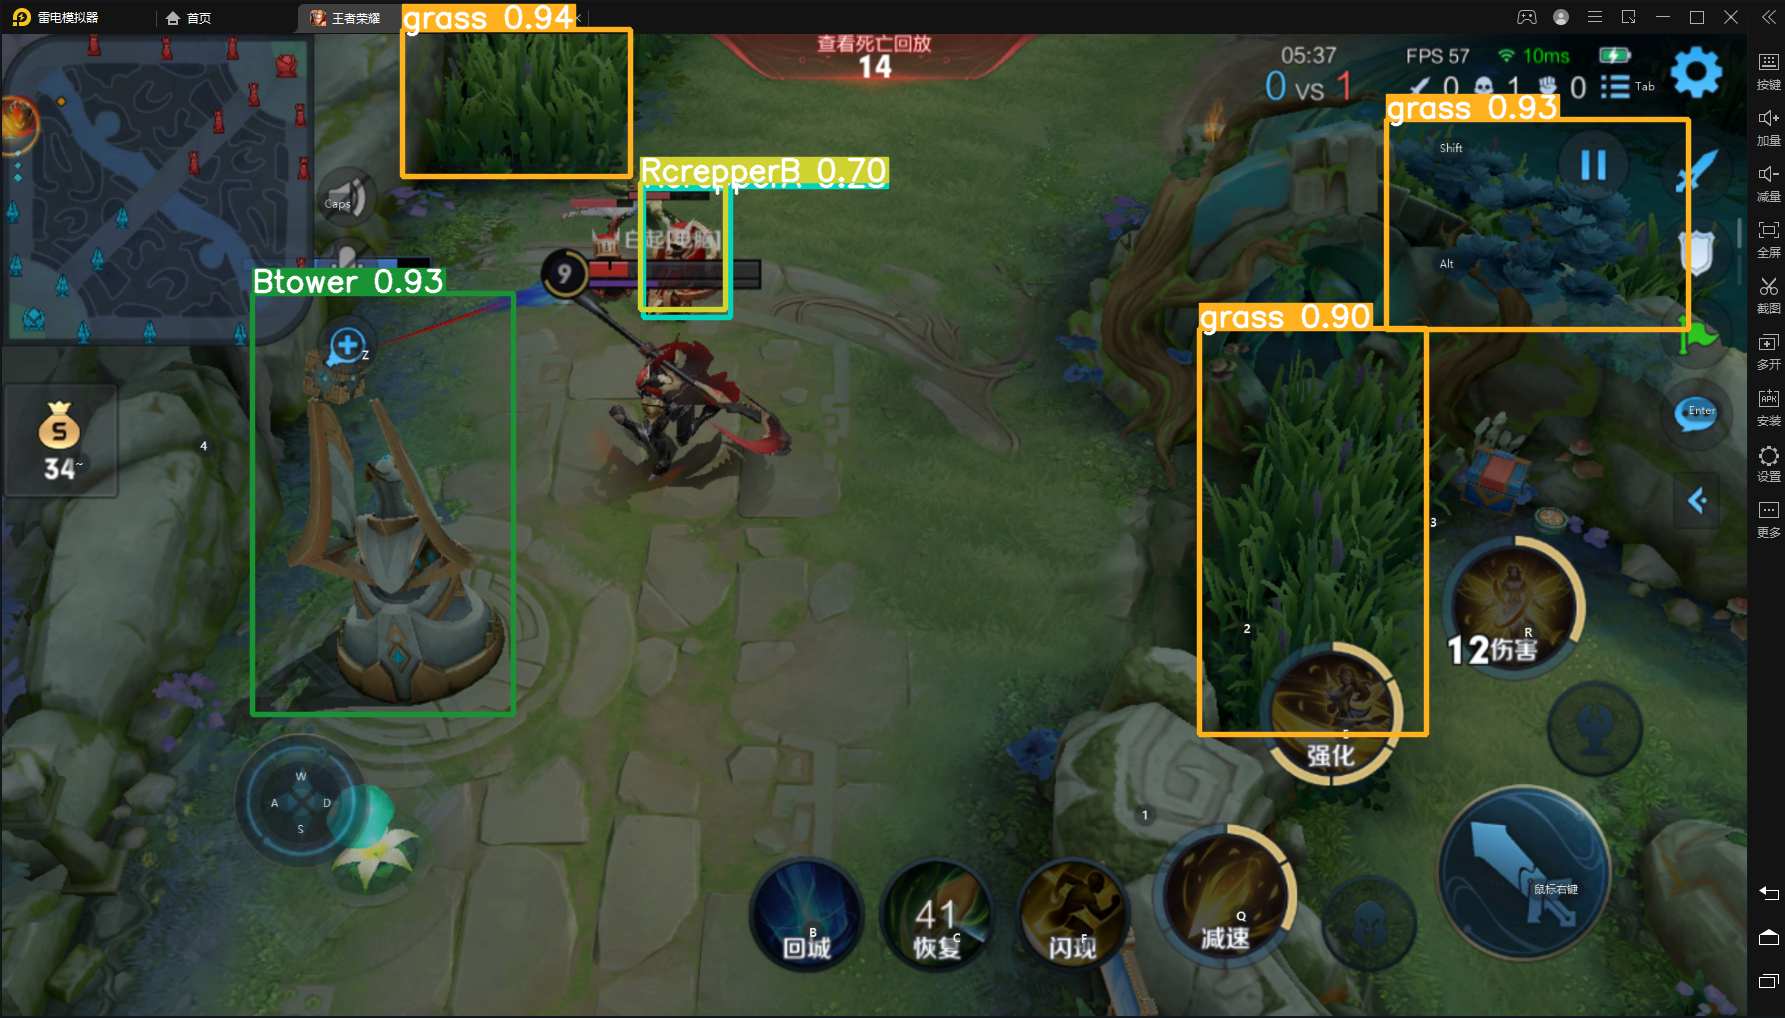 雷电模拟器
首页
王者荣耀
grass 0.94
查看死亡回放
14
05:37
FPS 57
10ms
0 VS 1
0
1
0
Tab
grass 0.93
Shift
Alt
按键
加量
减量
全屏
截图
多开
安装
设置
更多
Caps
RcrepperB 0.70
白起[电脑]
9
Btower 0.93
Z
grass 0.90
Enter
S
34~
4
3
2
R
12伤害
强化
W
A
D
S
1
鼠标右键
B
回城
41
C
恢复
F
闪现
Q
减速